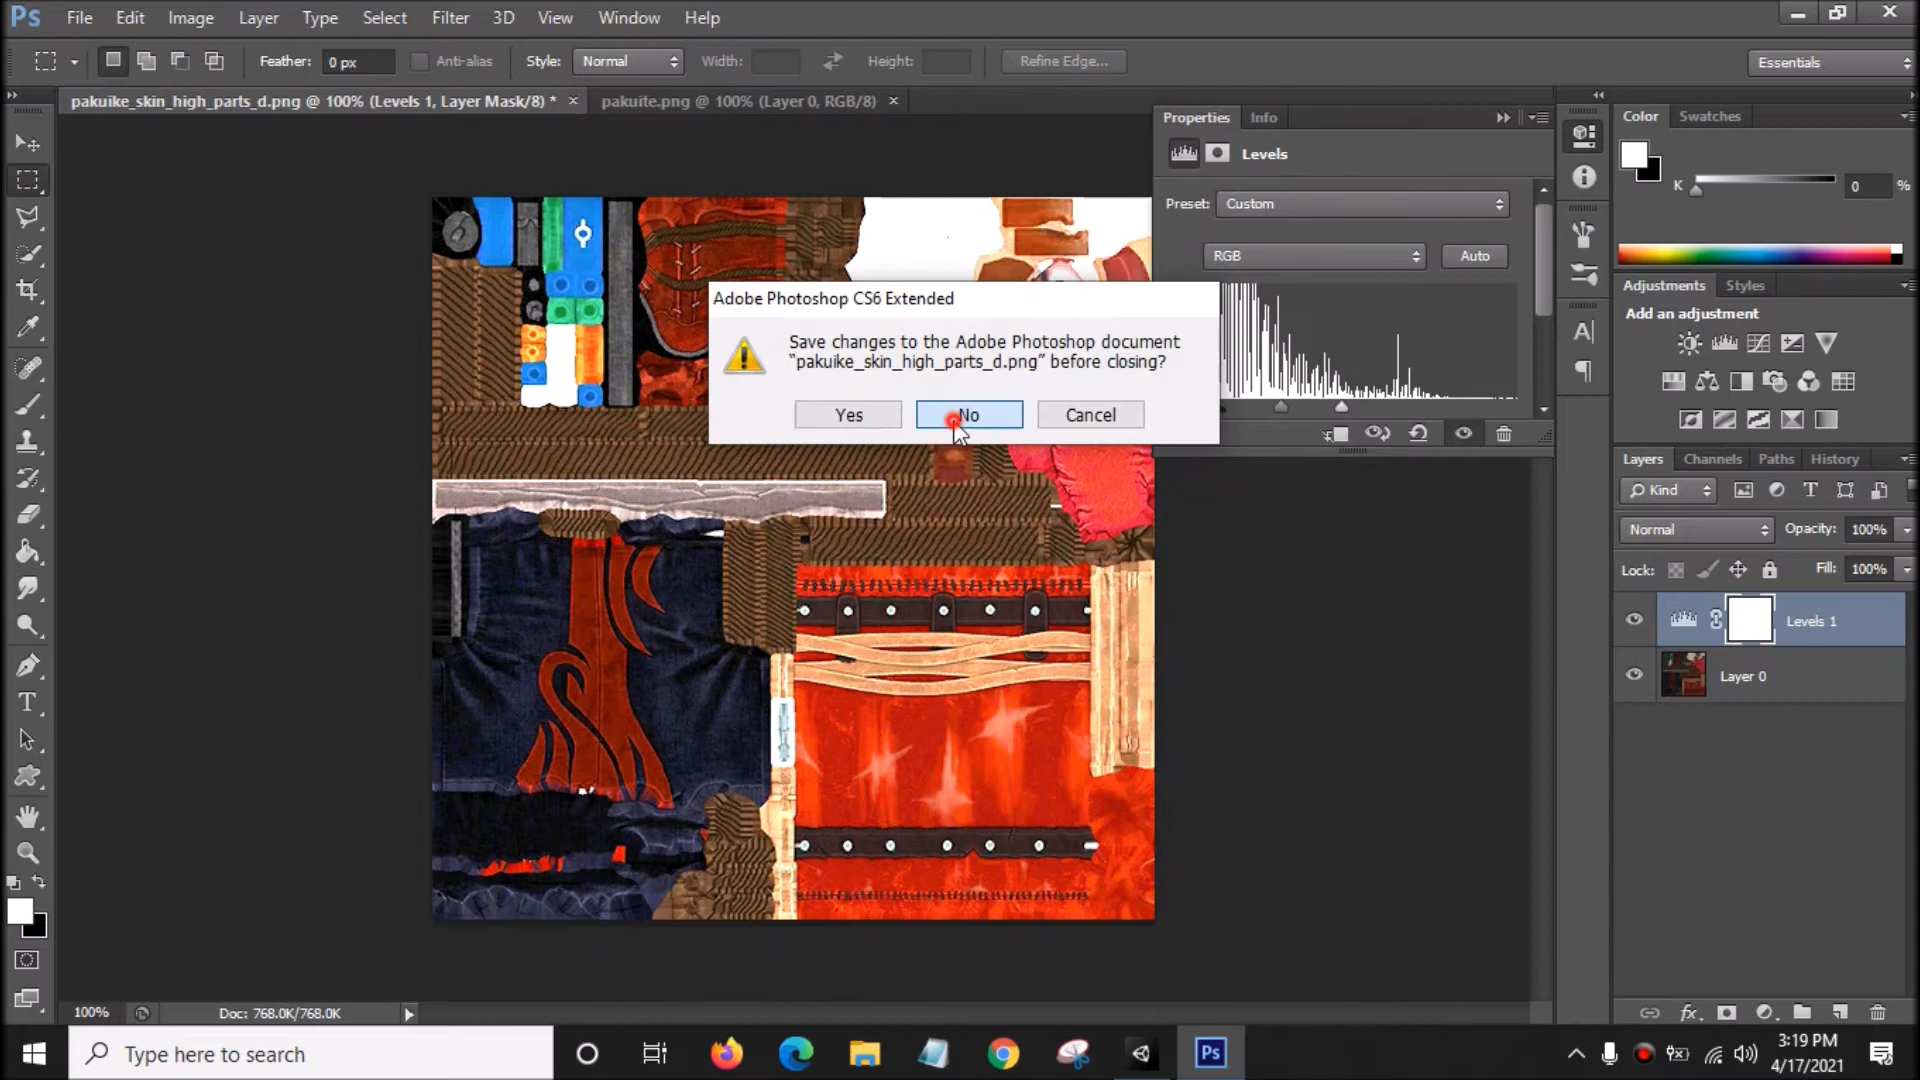 Ps File Edit Image Layer Type Select Filter 3D View Window Help
Feather: 0 px Anti-alias Style: Normal Width: Height: Refine Edge... Essentials
pakuike_skin_high_parts_d.png @ 100% (Levels 1, Layer Mask/8) * × pakuite.png @ 100% (Layer 0, RGB/8) ×
Properties Info
Levels
Preset: Custom
RGB Auto
Color Swatches
K 0 %
Adjustments Styles
Add an adjustment
Adobe Photoshop CS6 Extended
Save changes to the Adobe Photoshop document
“pakuike_skin_high_parts_d.png” before closing?
Yes No Cancel
Layers Channels Paths History
Kind
Normal Opacity: 100%
Lock: Fill: 100%
Levels 1
Layer 0
100% Doc: 768.0K/768.0K
Type here to search
Ps
3:19 PM
4/17/2021